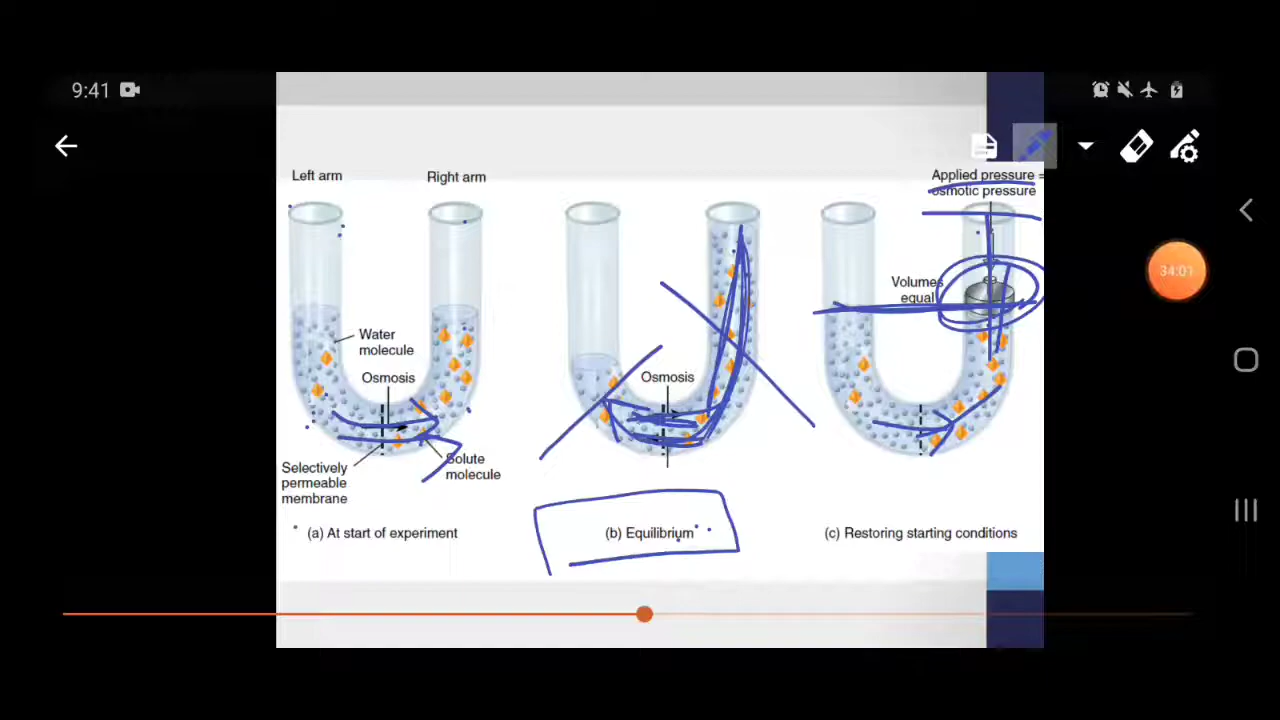 9:41
Left arm
Right arm
Applied pressure =
osmotic pressure
34:01
Volumes
equal
Water
molecule
Osmosis
Osmosis
Selectively
permeable
membrane
Solute
molecule
(a) At start of experiment
(b) Equilibrium
(c) Restoring starting conditions